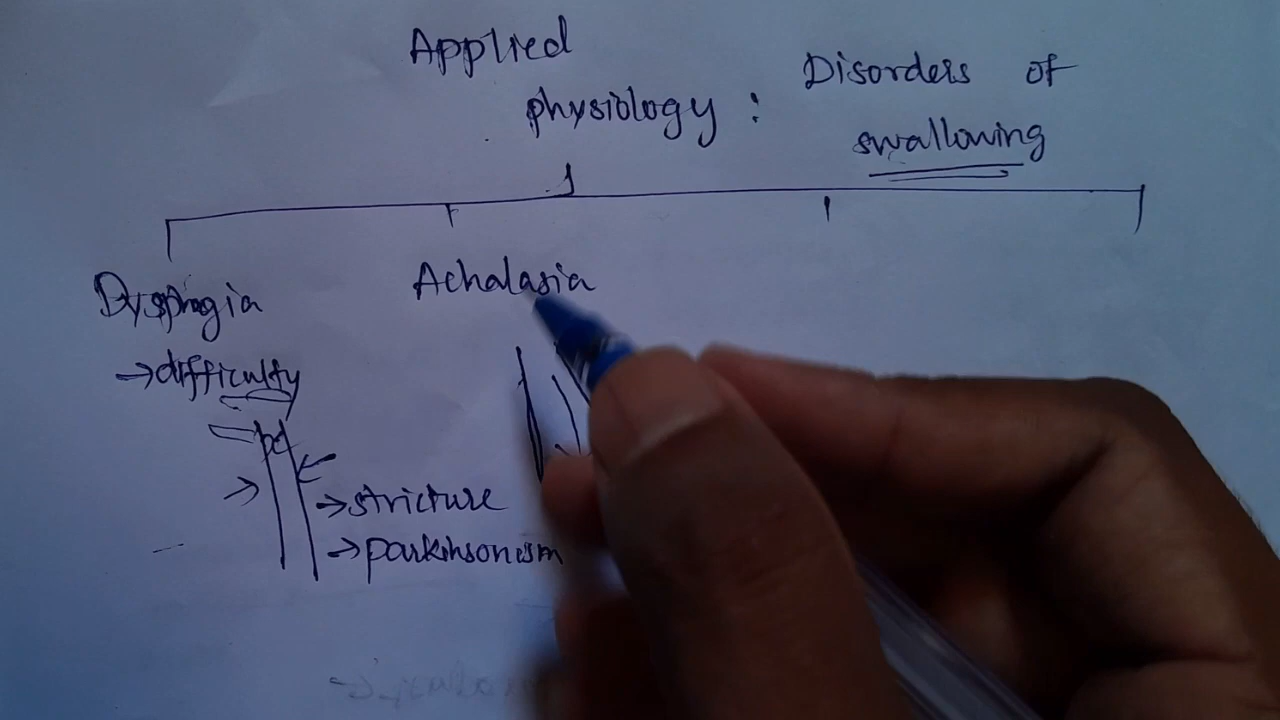 Applied
physiology :
Disorders of
swallowing
Dysphagia
Achalasia
→difficulty
→stricture
→parkinsonism